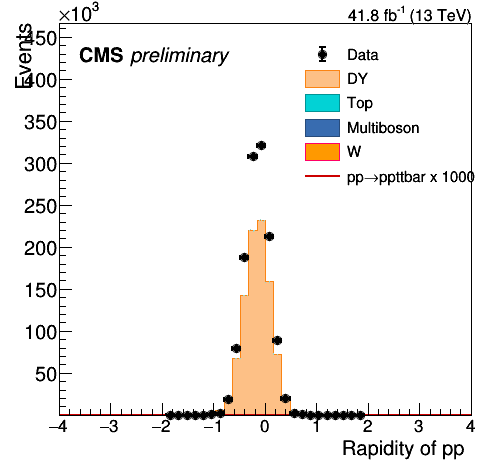 ×10³
41.8 fb⁻¹ (13 TeV)
Events
CMS preliminary
Data
DY
Top
Multiboson
W
pp→ppttbar x 1000
450
400
350
300
250
200
150
100
50
−4 −3 −2 −1 0 1 2 3 4
Rapidity of pp